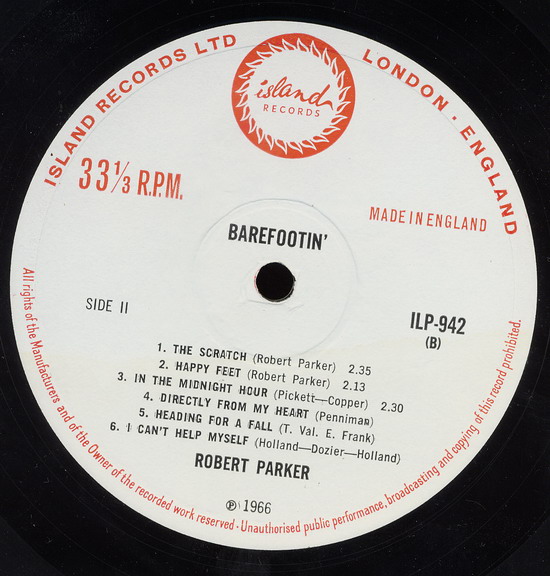 ISLAND RECORDS LTD LONDON · ENGLAND
island
RECORDS
33⅓ R.P.M.
MADE IN ENGLAND
BAREFOOTIN'
SIDE II
ILP-942
(B)
1. THE SCRATCH (Robert Parker) 2.35
2. HAPPY FEET (Robert Parker) 2.13
3. IN THE MIDNIGHT HOUR (Pickett—Copper) 2.30
4. DIRECTLY FROM MY HEART (Penniman)
5. HEADING FOR A FALL (T. Val. E. Frank)
6. I CAN'T HELP MYSELF (Holland—Dozier—Holland)
ROBERT PARKER
℗ 1966
All rights of the Manufacturers and of the Owner of the recorded work reserved · Unauthorised public performance, broadcasting and copying of this record prohibited.